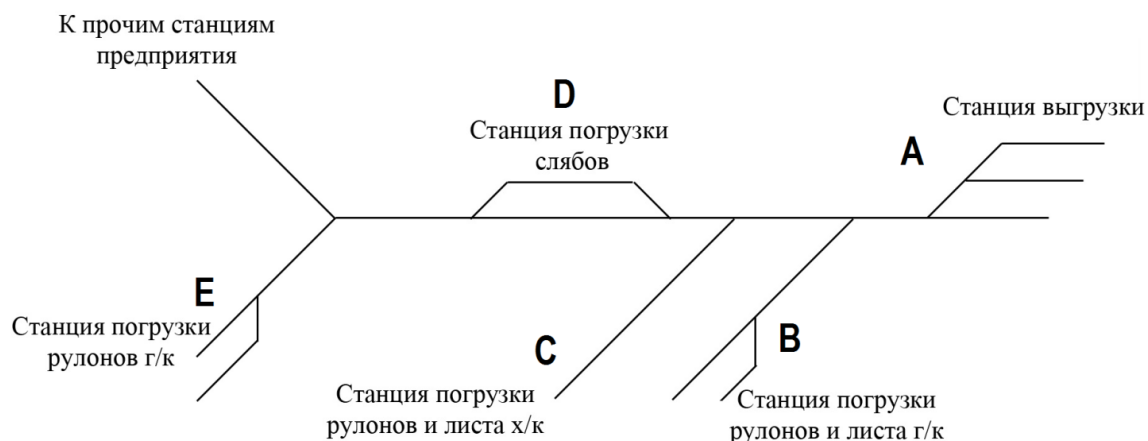 К прочим станциям
предприятия
D
Станция погрузки
слябов
Станция выгрузки
A
E
Станция погрузки
рулонов г/к
C
Станция погрузки
рулонов и листа х/к
B
Станция погрузки
рулонов и листа г/к